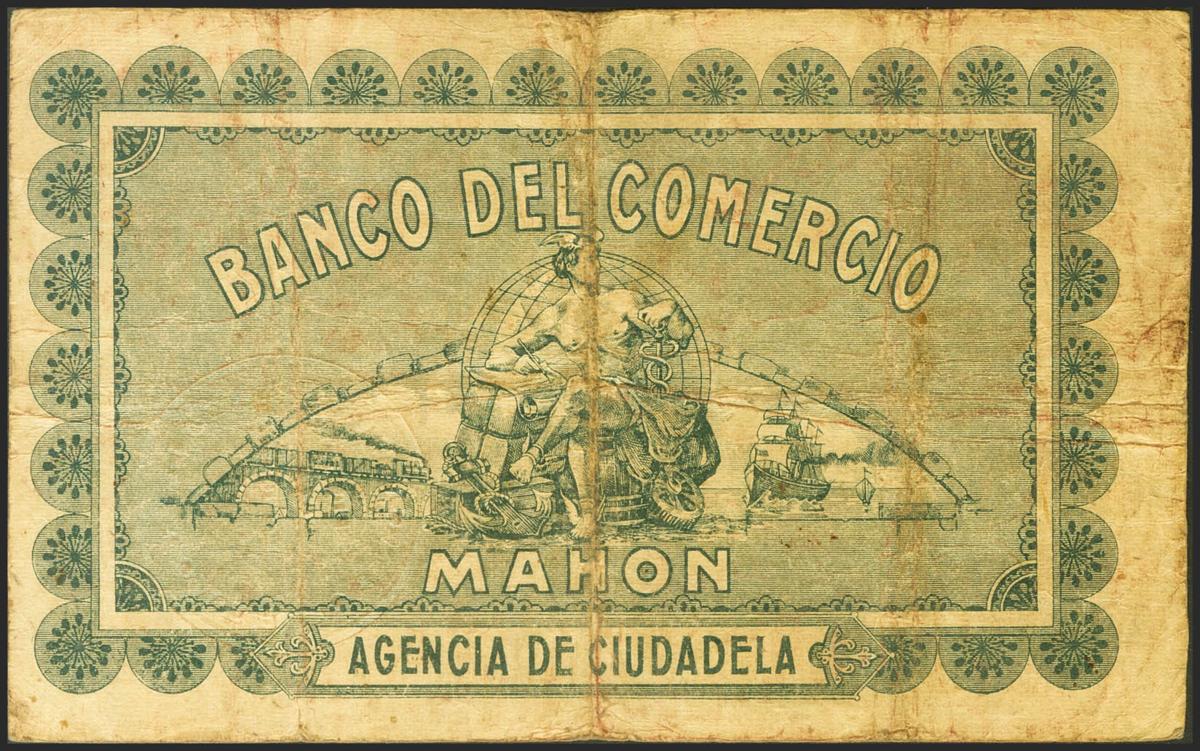 BANCO DEL COMERCIO
MAHON
AGENCIA DE CIUDADELA